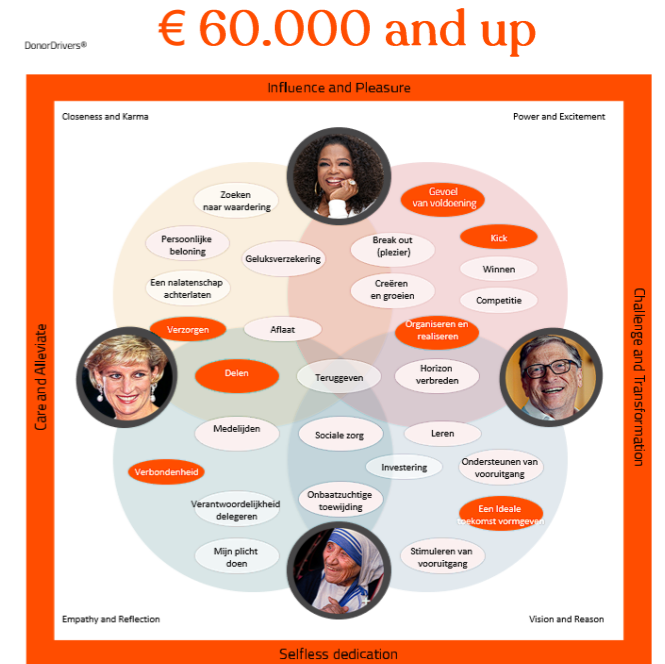 € 60.000 and up
DonorDrivers®
Influence and Pleasure
Closeness and Karma
Power and Excitement
Zoeken
naar waardering
Gevoel
van voldoening
Persoonlijke
beloning
Geluksverzekering
Break out
(plezier)
Kick
Winnen
Een nalatenschap
achterlaten
Creëren
en groeien
Competitie
Verzorgen
Aflaat
Organiseren en
realiseren
Care and Alleviate
Challenge and Transformation
Delen
Teruggeven
Horizon
verbreden
Medelijden
Sociale zorg
Leren
Verbondenheid
Investering
Ondersteunen van
vooruitgang
Verantwoordelijkheid
delegeren
Onbaatzuchtige
toewijding
Een Ideale
toekomst vormgeven
Mijn plicht
doen
Stimuleren van
vooruitgang
Empathy and Reflection
Vision and Reason
Selfless dedication